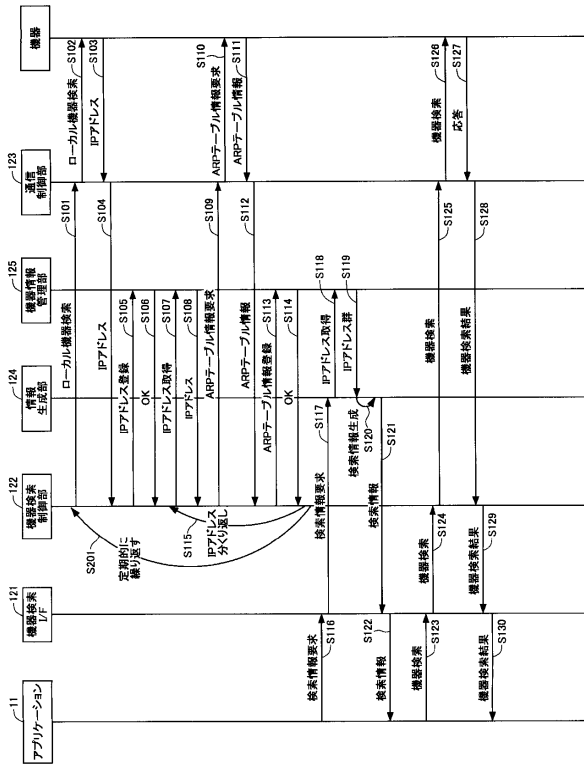 11
アプリケーション
121
機器検索
I/F
122
機器検索
制御部
124
情報
生成部
125
機器情報
管理部
123
通信
制御部
機器
ローカル機器検索
S101
ローカル機器検索
S102
IPアドレス
S103
IPアドレス
S104
IPアドレス登録
S105
OK
S106
IPアドレス取得
S107
IPアドレス
S108
ARPテーブル情報要求
S109
ARPテーブル情報要求
S110
ARPテーブル情報
S111
ARPテーブル情報
S112
ARPテーブル情報登録
S113
OK
S114
S115
IPアドレス
分くり返し
S201
定期的に
繰り返す
検索情報要求
S116
検索情報要求
S117
IPアドレス取得
S118
IPアドレス群
S119
検索情報生成
S120
検索情報
S121
検索情報
S122
機器検索
S123
機器検索
S124
機器検索
S125
機器検索
S126
応答
S127
機器検索結果
S128
機器検索結果
S129
機器検索結果
S130